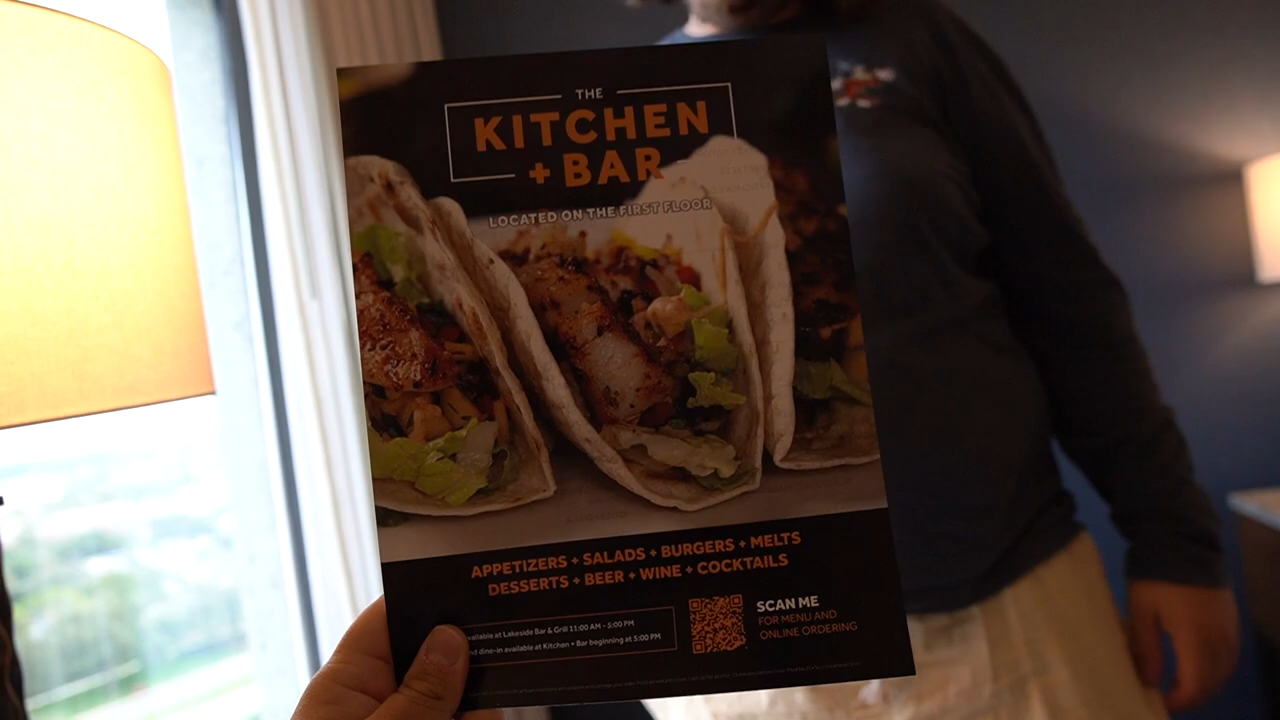 THE
KITCHEN
+ BAR
LOCATED ON THE FIRST FLOOR
APPETIZERS + SALADS + BURGERS + MELTS
DESSERTS + BEER + WINE + COCKTAILS
at Lakeside Bar & Grill 11:00 AM - 5:00 PM
dine-in available at Kitchen + Bar beginning at 5:00 PM
SCAN ME
FOR MENU AND
ONLINE ORDERING